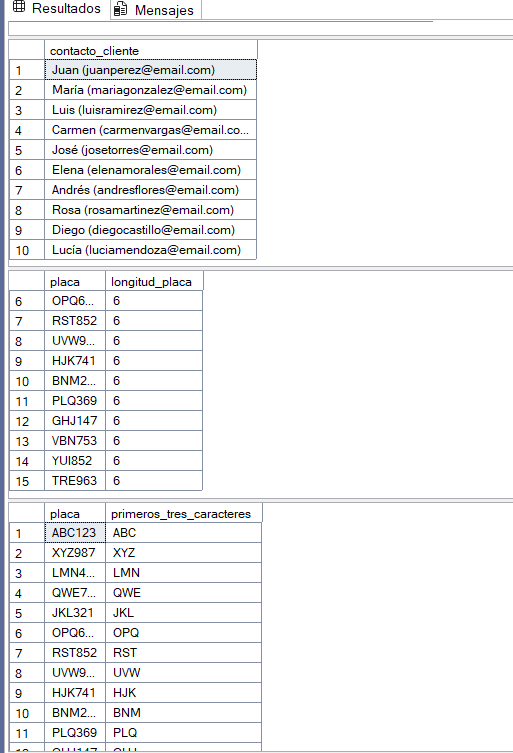 Resultados Mensajes
contacto_cliente
1 Juan (juanperez@email.com)
2 María (mariagonzalez@email.com)
3 Luis (luisramirez@email.com)
4 Carmen (carmenvargas@email.co...
5 José (josetorres@email.com)
6 Elena (elenamorales@email.com)
7 Andrés (andresflores@email.com)
8 Rosa (rosamartinez@email.com)
9 Diego (diegocastillo@email.com)
10 Lucía (luciamendoza@email.com)
placa longitud_placa
6 OPQ6... 6
7 RST852 6
8 UVW9... 6
9 HJK741 6
10 BNM2... 6
11 PLQ369 6
12 GHJ147 6
13 VBN753 6
14 YUI852 6
15 TRE963 6
placa primeros_tres_caracteres
1 ABC123 ABC
2 XYZ987 XYZ
3 LMN4... LMN
4 QWE7... QWE
5 JKL321 JKL
6 OPQ6... OPQ
7 RST852 RST
8 UVW9... UVW
9 HJK741 HJK
10 BNM2... BNM
11 PLQ369 PLQ